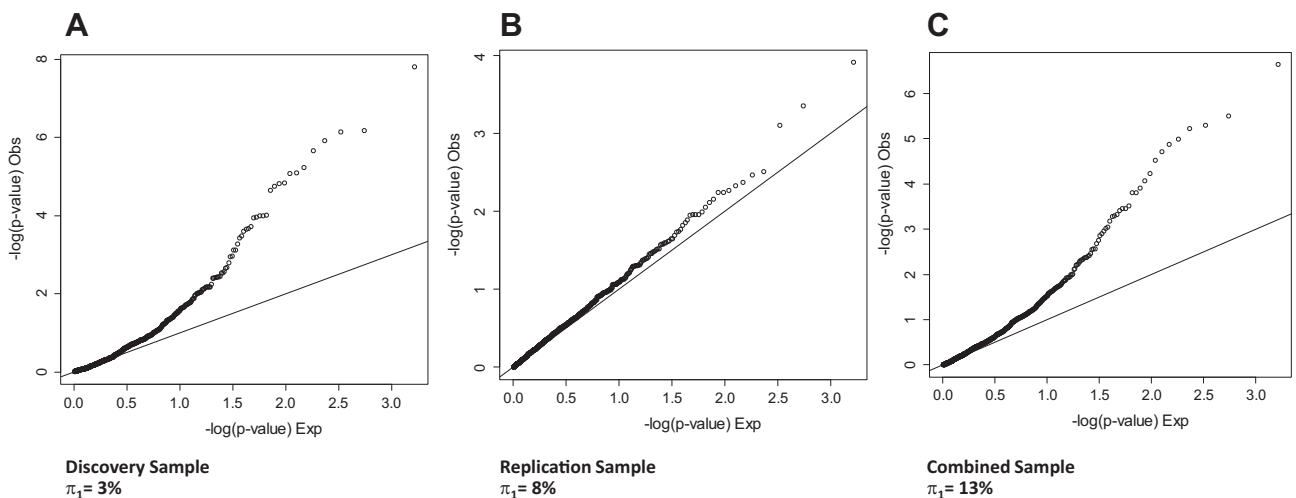 A
B
C
8
6
4
2
0
-log(p-value) Obs
0.0 0.5 1.0 1.5 2.0 2.5 3.0
-log(p-value) Exp
4
3
2
1
0
-log(p-value) Obs
0.0 0.5 1.0 1.5 2.0 2.5 3.0
-log(p-value) Exp
6
5
4
3
2
1
0
-log(p-value) Obs
0.0 0.5 1.0 1.5 2.0 2.5 3.0
-log(p-value) Exp
Discovery Sample
π₁= 3%
Replication Sample
π₁= 8%
Combined Sample
π₁= 13%